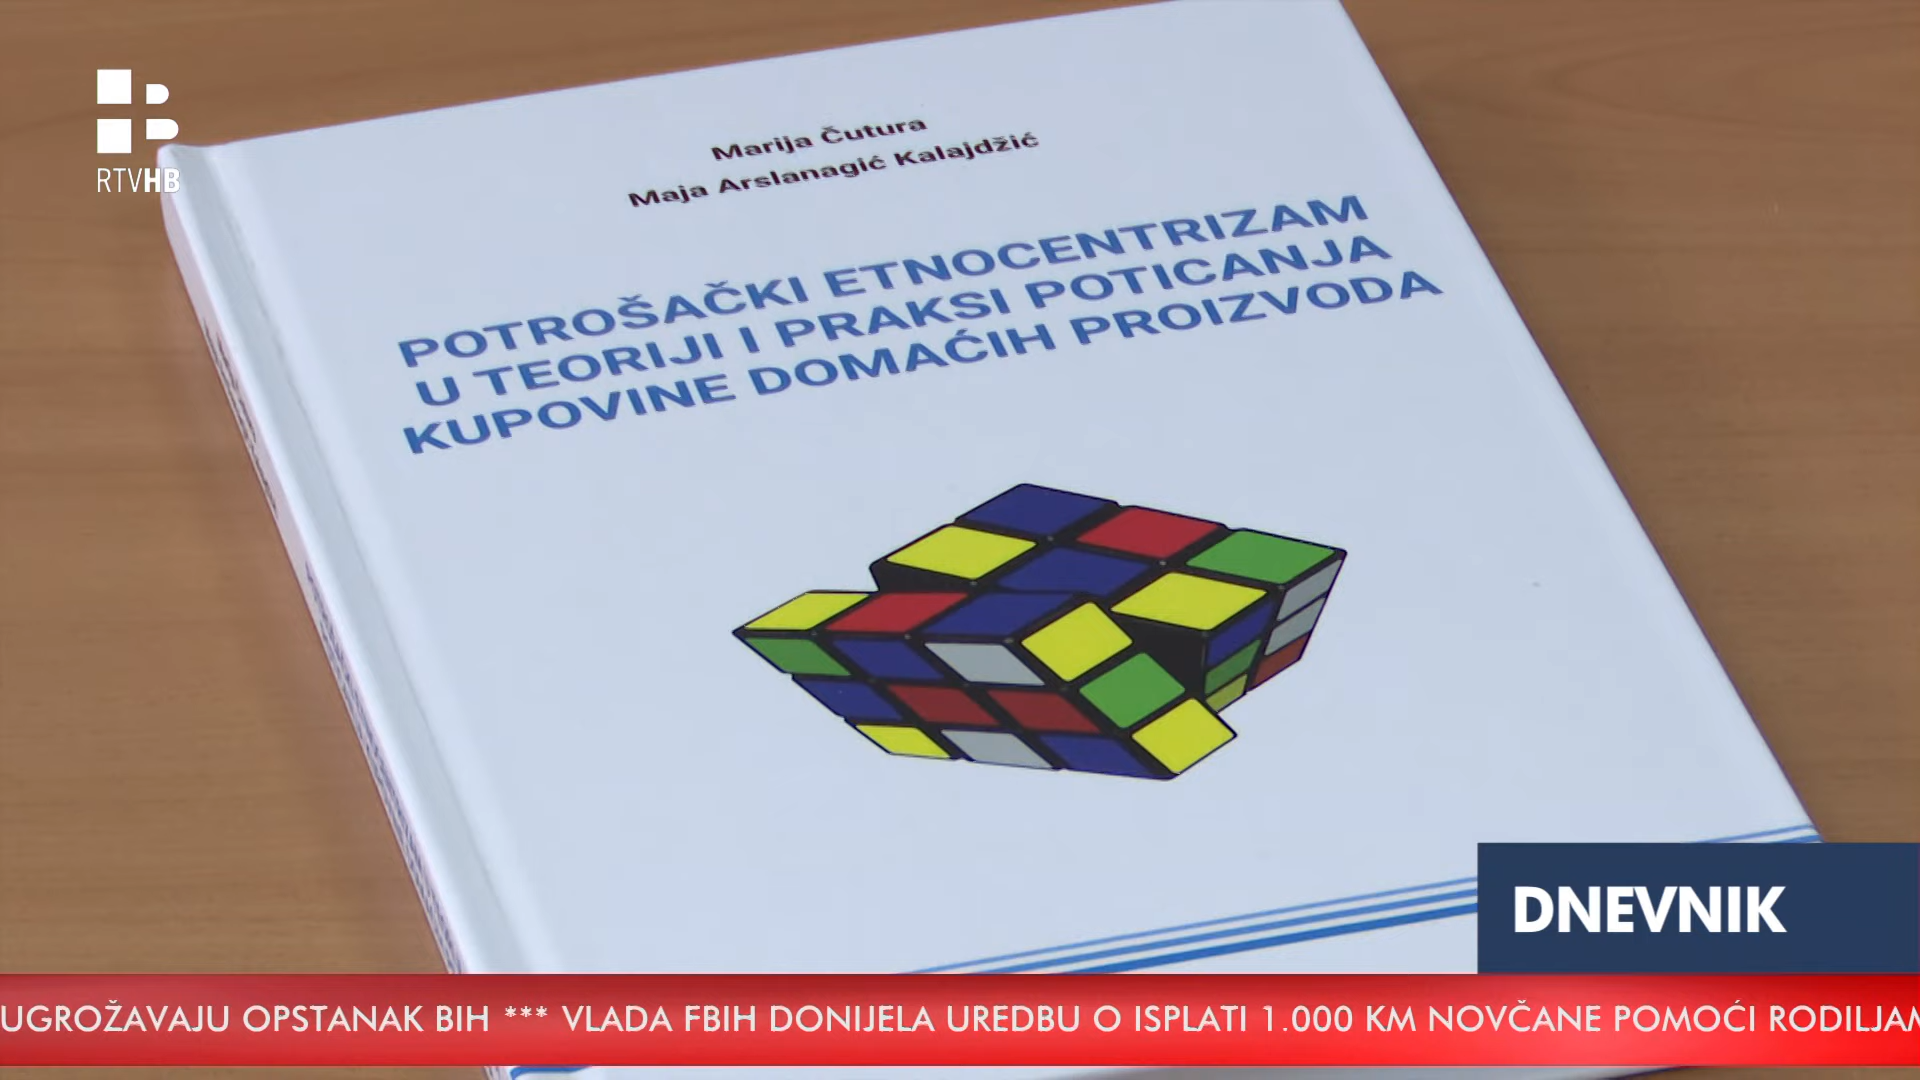 RTVHB
Marija Čutura
Maja Arslanagić Kalajdžić
POTROŠAČKI ETNOCENTRIZAM
U TEORIJI I PRAKSI POTICANJA
KUPOVINE DOMAĆIH PROIZVODA
DNEVNIK
UGROŽAVAJU OPSTANAK BIH *** VLADA FBIH DONIJELA UREDBU O ISPLATI 1.000 KM NOVČANE POMOĆI RODILJAM